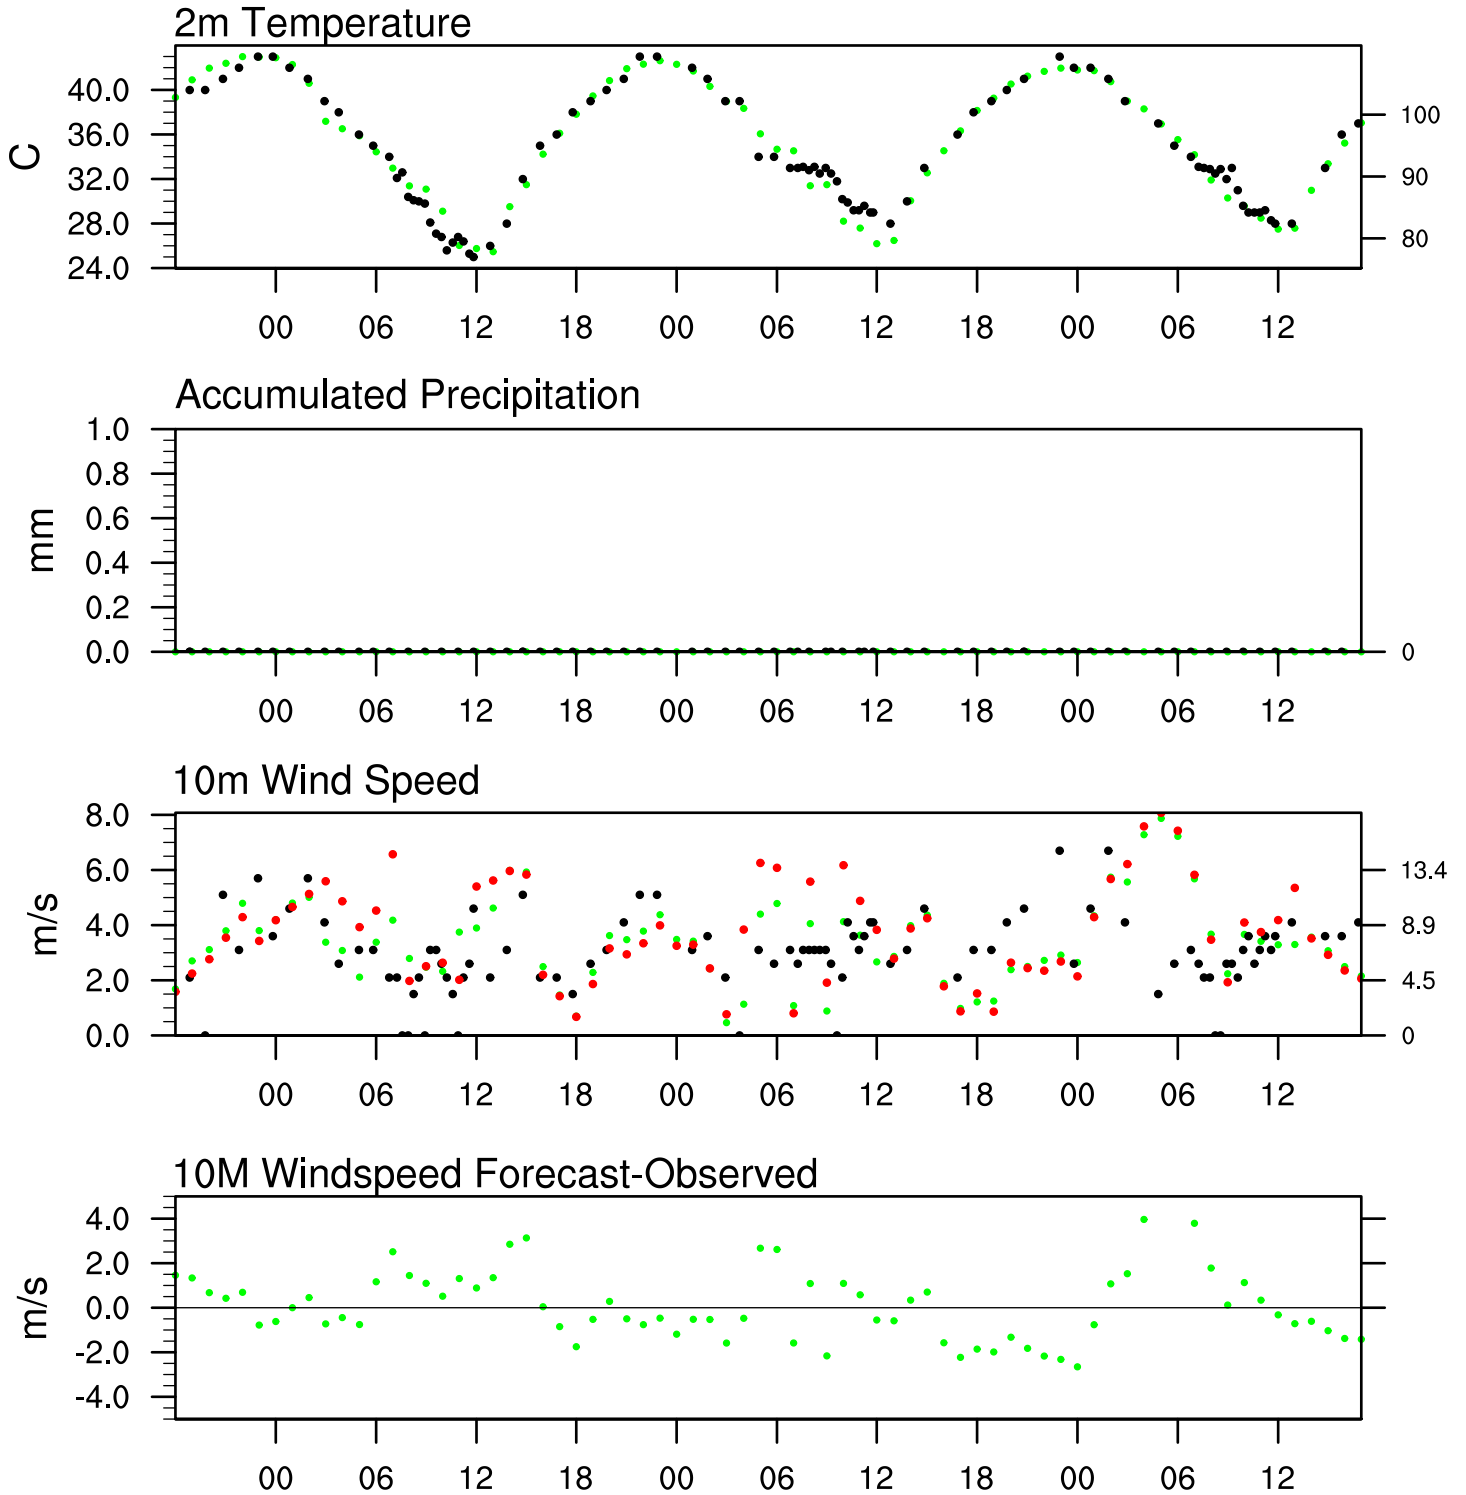 2m Temperature
40.0
36.0
32.0
28.0
24.0
C
100
90
80
00 06 12 18 00 06 12 18 00 06 12
Accumulated Precipitation
1.0
0.8
0.6
0.4
0.2
0.0
mm
0
00 06 12 18 00 06 12 18 00 06 12
10m Wind Speed
8.0
6.0
4.0
2.0
0.0
m/s
13.4
8.9
4.5
0
00 06 12 18 00 06 12 18 00 06 12
10M Windspeed Forecast-Observed
4.0
2.0
0.0
-2.0
-4.0
m/s
00 06 12 18 00 06 12 18 00 06 12